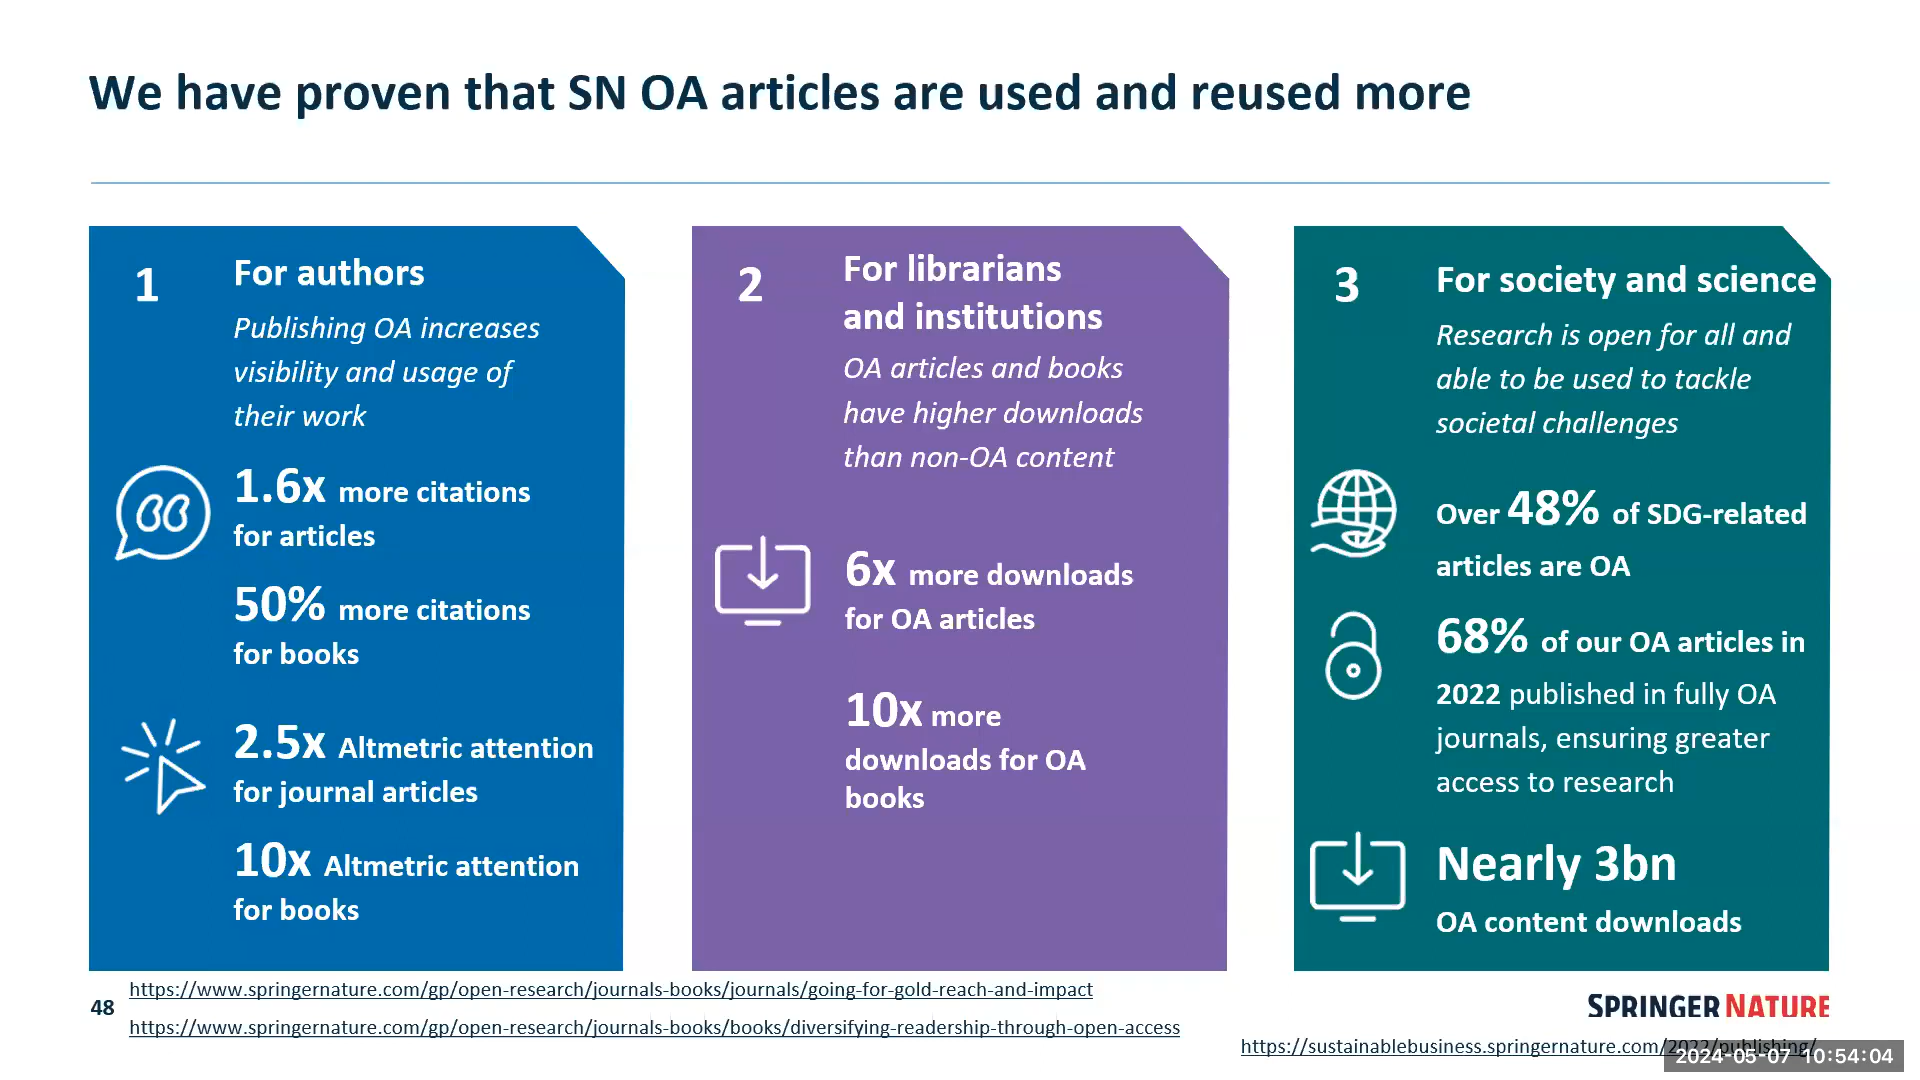 We have proven that SN OA articles are used and reused more
1
For authors
Publishing OA increases
visibility and usage of
their work
1.6x more citations
for articles
50% more citations
for books
2.5x Altmetric attention
for journal articles
10x Altmetric attention
for books
2
For librarians
and institutions
OA articles and books
have higher downloads
than non-OA content
6x more downloads
for OA articles
10x more
downloads for OA
books
3
For society and science
Research is open for all and
able to be used to tackle
societal challenges
Over 48% of SDG-related
articles are OA
68% of our OA articles in
2022 published in fully OA
journals, ensuring greater
access to research
Nearly 3bn
OA content downloads
48
https://www.springernature.com/gp/open-research/journals-books/journals/going-for-gold-reach-and-impact
https://www.springernature.com/gp/open-research/journals-books/books/diversifying-readership-through-open-access
SPRINGER NATURE
https://sustainablebusiness.springernature.com/2022/publishing/
2024-05-07 10:54:04